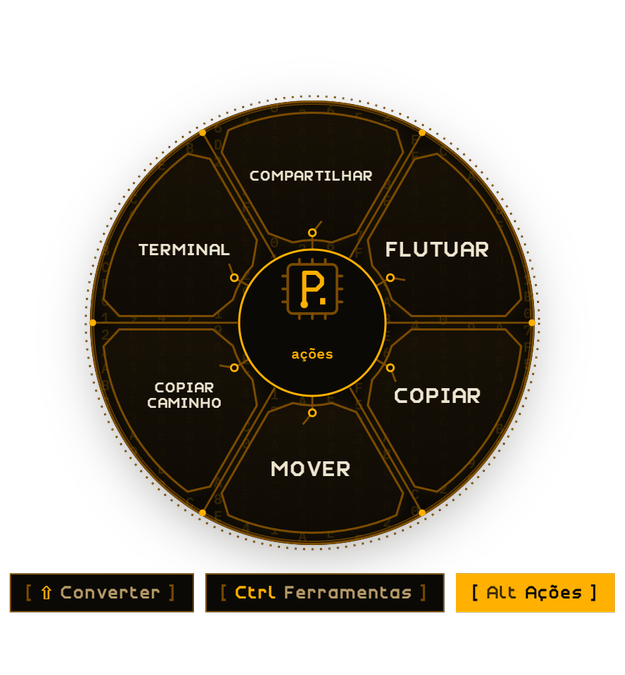 COMPARTILHAR
TERMINAL
FLUTUAR
P.
ações
COPIAR
CAMINHO
COPIAR
MOVER
[ ⇧ Converter ]
[ Ctrl Ferramentas ]
[ Alt Ações ]